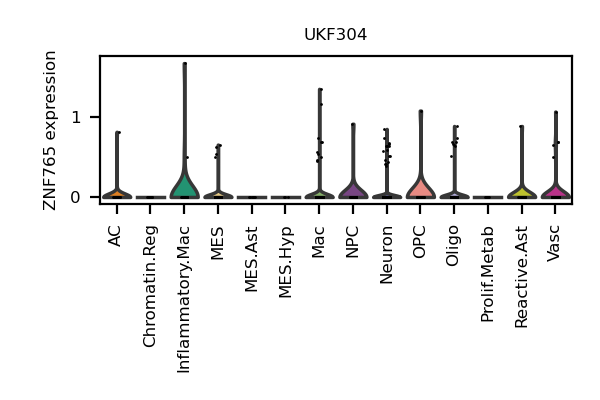 UKF304
ZNF765 expression
1
0
AC
Chromatin.Reg
Inflammatory.Mac
MES
MES.Ast
MES.Hyp
Mac
NPC
Neuron
OPC
Oligo
Prolif.Metab
Reactive.Ast
Vasc